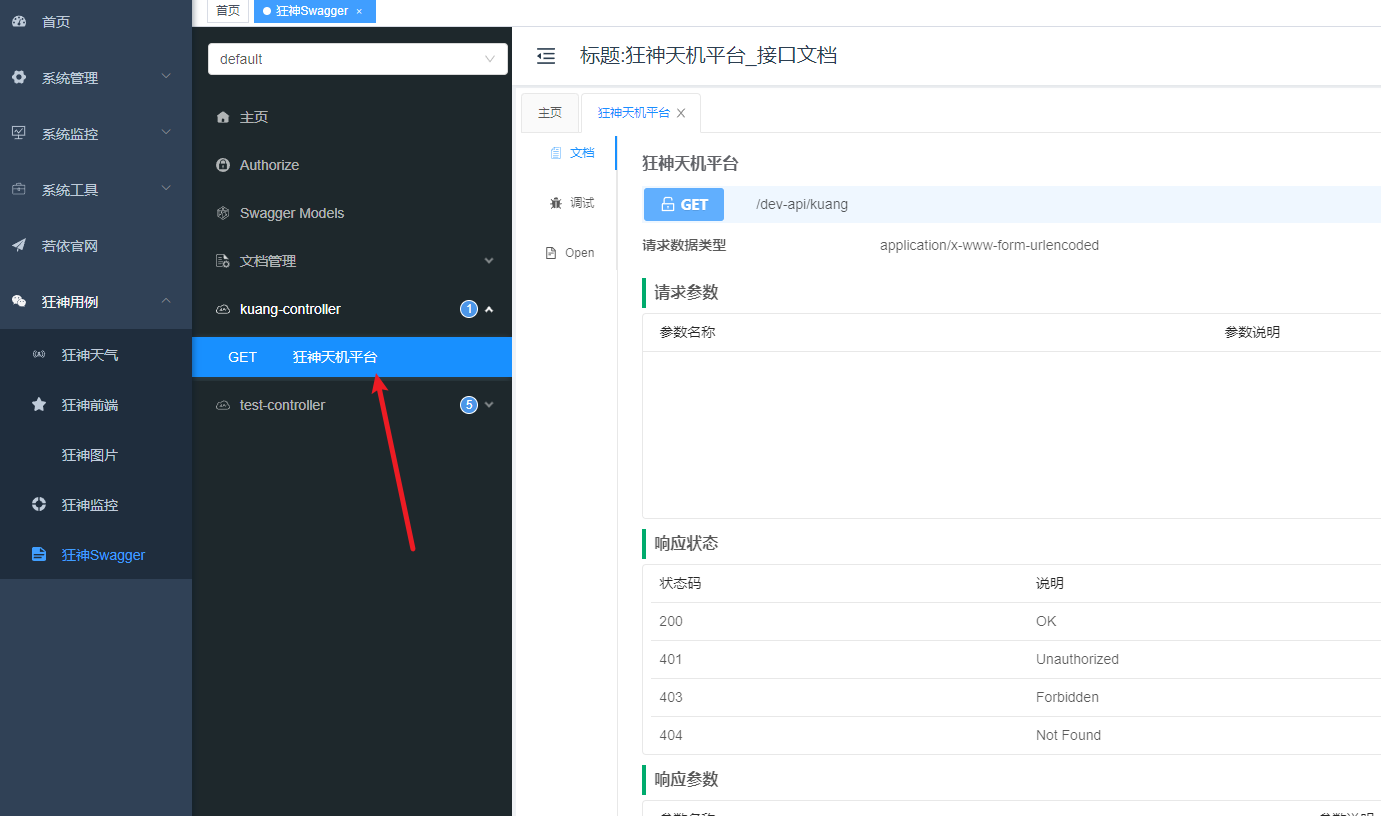 首页
系统管理
系统监控
系统工具
若依官网
狂神用例
狂神天气
狂神前端
狂神图片
狂神监控
狂神Swagger
首页
狂神Swagger ×
default
主页
Authorize
Swagger Models
文档管理
kuang-controller 1
GET 狂神天机平台
test-controller 5
标题:狂神天机平台_接口文档
主页 狂神天机平台
文档
调试
Open
狂神天机平台
GET /dev-api/kuang
请求数据类型 application/x-www-form-urlencoded
请求参数
参数名称 参数说明
响应状态
状态码 说明
200 OK
401 Unauthorized
403 Forbidden
404 Not Found
响应参数
参数名称 参数说明